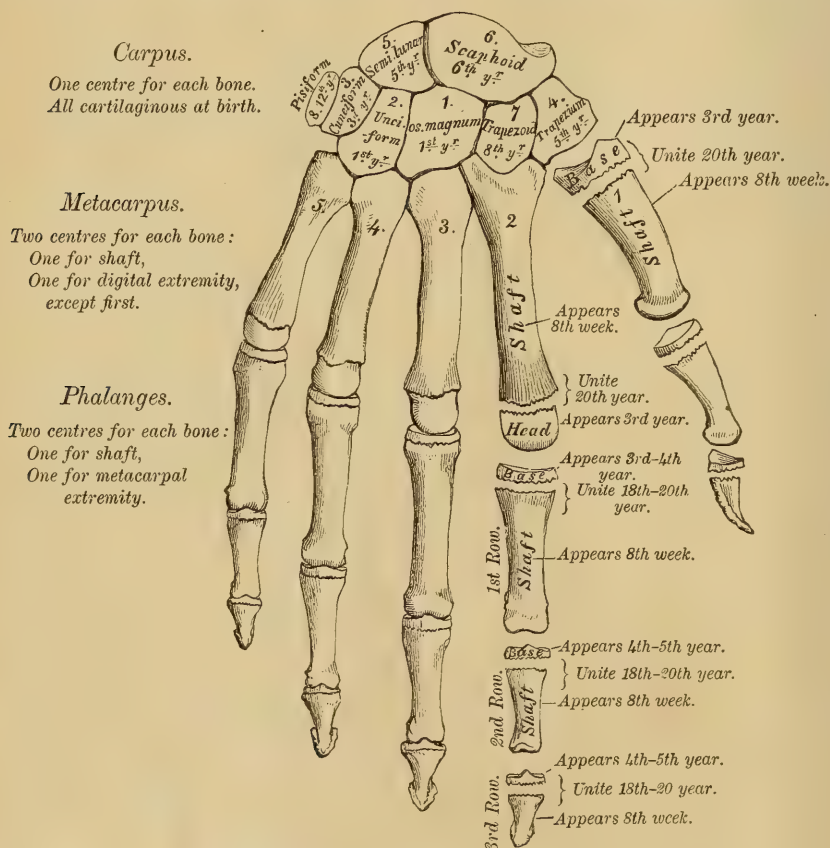 Carpus.
One centre for each bone.
All cartilaginous at birth.
Metacarpus.
Two centres for each bone:
One for shaft,
One for digital extremity,
except first.
Phalanges.
Two centres for each bone:
One for shaft,
One for metacarpal
extremity.
Pisiform
8. 12th yr
3.
Cuneiform
3d yr
5.
Semilunar
5th yr
6.
Scaphoid
6th yr
2.
Unci-
form
1st yr
1.
os.magnum
1st yr
7
Trapezoid
8th yr
4.
Trapezium
5th yr
Appears 3rd year.
Base
Unite 20th year.
Appears 8th week.
1
Shaft
5.
4.
3.
2
Shaft
Appears
8th week.
Unite
20th year.
Head
Appears 3rd year.
Base
Appears 3rd-4th
year.
Unite 18th-20th
year.
1st Row.
Shaft
Appears 8th week.
Base
Appears 4th-5th year.
Unite 18th-20th year.
2nd Row.
Shaft
Appears 8th week.
Appears 4th-5th year.
Unite 18th-20 year.
3rd Row.
Appears 8th week.